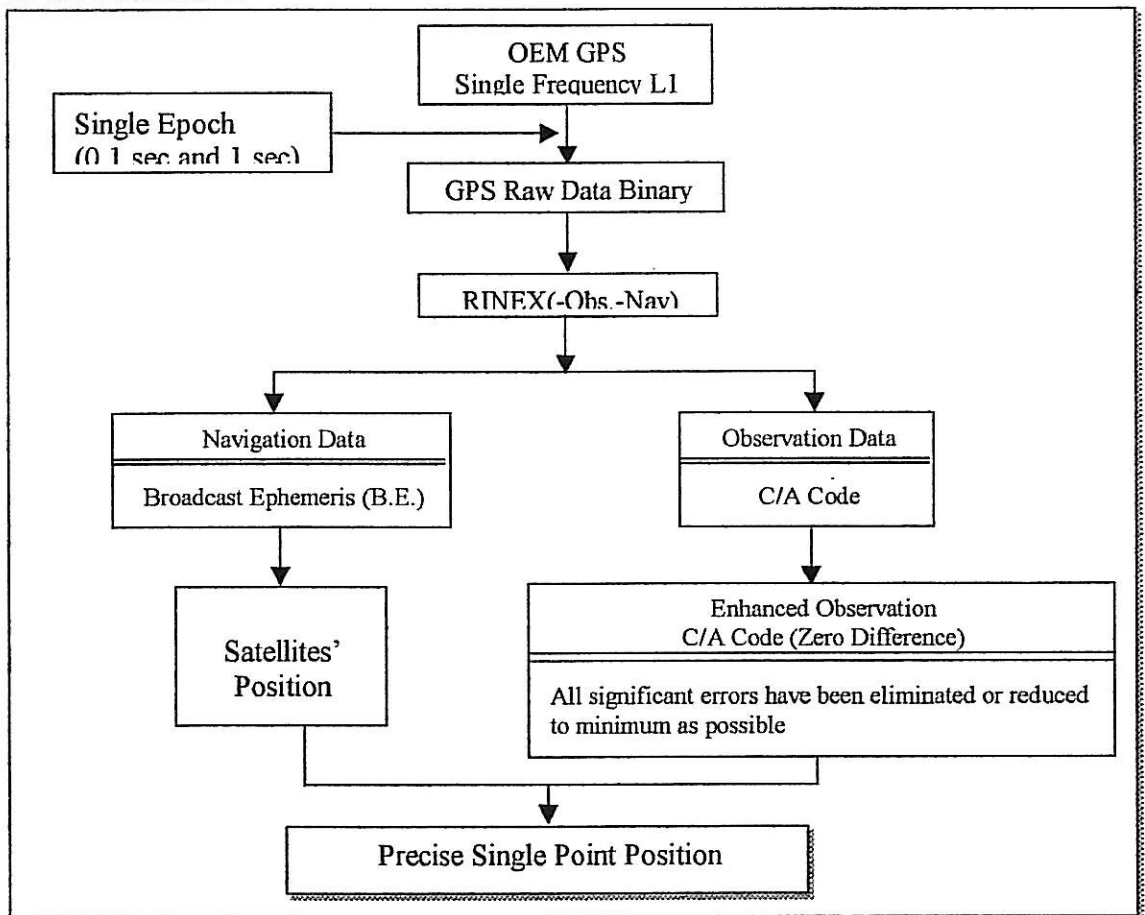 OEM GPS
Single Frequency L1
Single Epoch
(0.1 sec and 1 sec)
GPS Raw Data Binary
RINEX(-Obs.-Nav)
Navigation Data
Broadcast Ephemeris (B.E.)
Observation Data
C/A Code
Satellites'
Position
Enhanced Observation
C/A Code (Zero Difference)
All significant errors have been eliminated or reduced
to minimum as possible
Precise Single Point Position